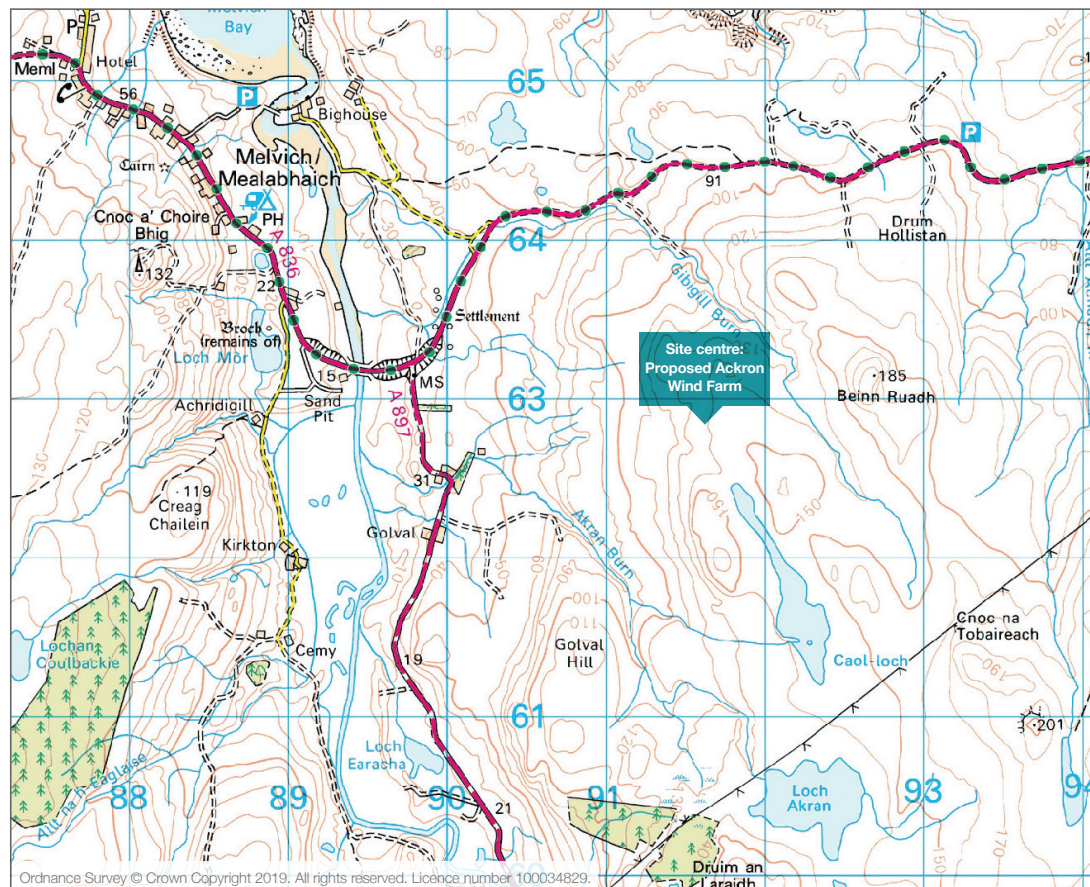 Bay
P
Hotel
Meml
56
P
Bighouse
65
Cairn
Melvich/
Mealabhaich
PH
Cnoc a' Choire
Bhig
132
A 836
22
91
P
Drum
Hollistan
64
Gibigill Burn
Settlement
Broch
(remains of)
Loch Mör
15
MS
Site centre:
Proposed Ackron
Wind Farm
185
Beinn Ruadh
63
Sand
Pit
A 897
Achridigill
31
119
Creag
Chailein
Golval
Akran Burn
Kirkton
Cemy
19
Golval
Hill
Cnoc na
Tobaireach
Caol-loch
Lochan
Coulbackie
61
201
Loch
Earacha
Allt na h-Eaglaise
88
89
90
91
93
94
21
Loch
Akran
60
Druim an
Laraidh
Ordnance Survey © Crown Copyright 2019. All rights reserved. Licence number 100034829.